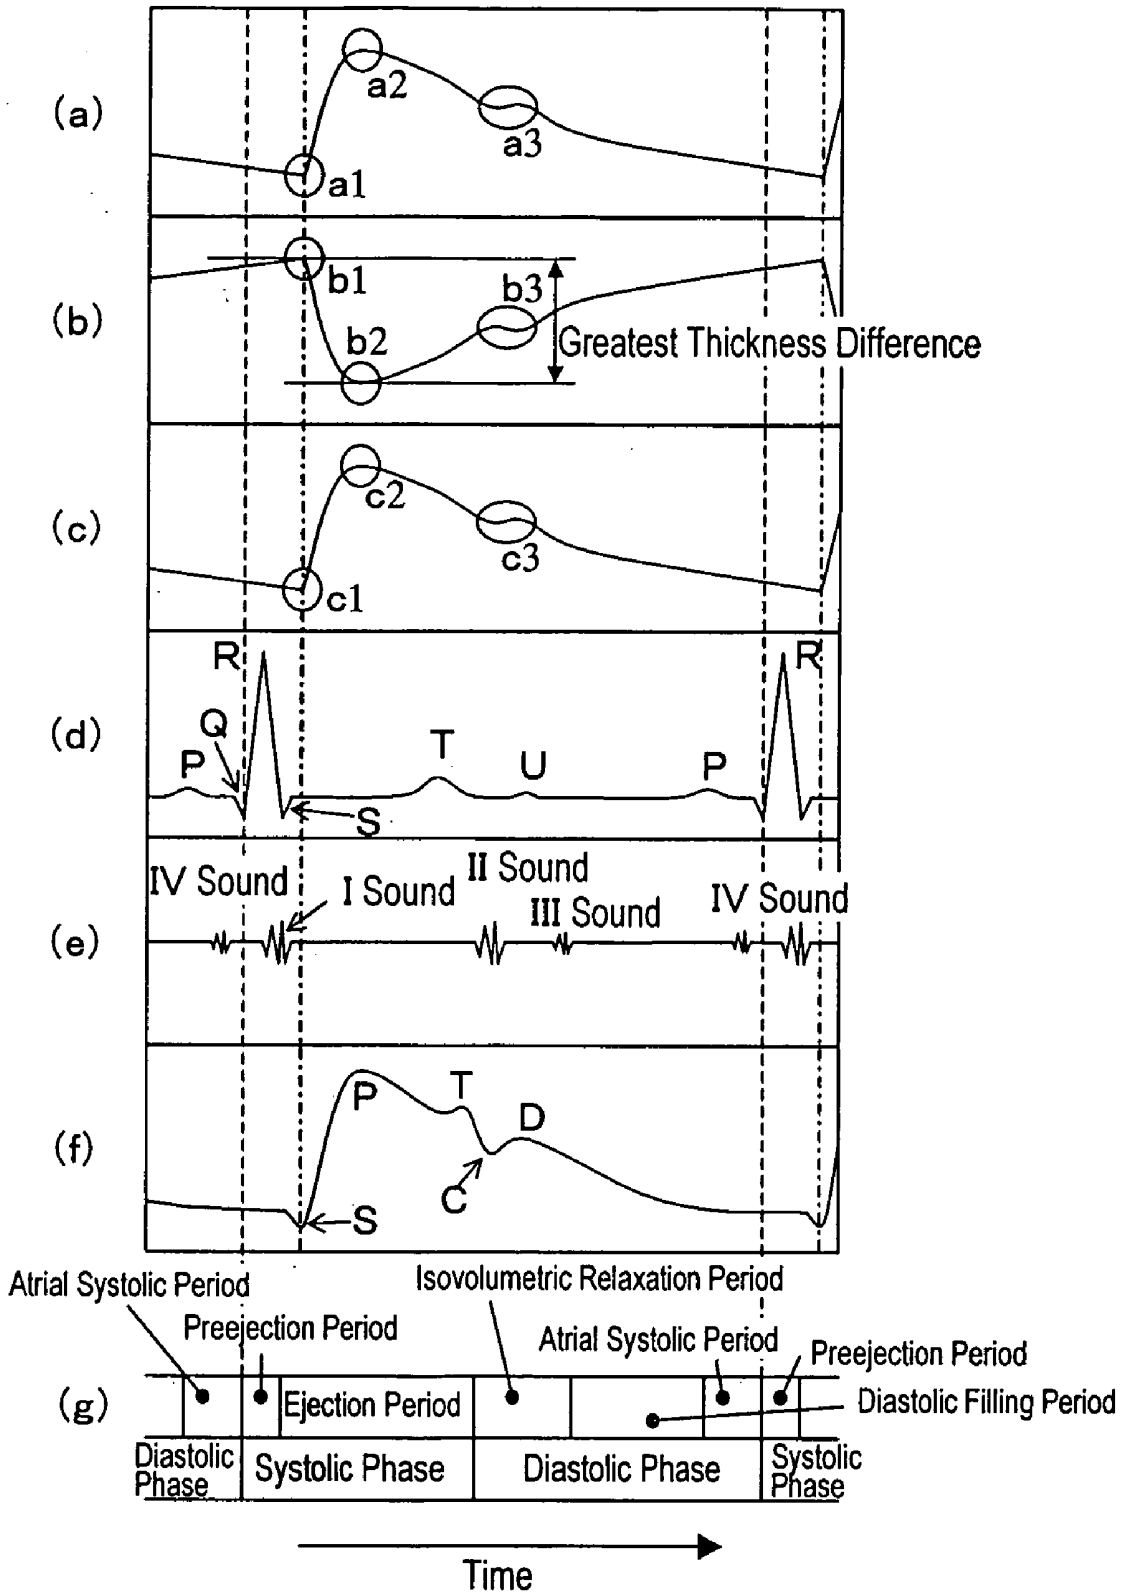 (a)
a2
a3
a1
(b)
b1
b3
b2
Greatest Thickness Difference
(c)
c2
c3
c1
(d)
R
R
Q
P
T
U
P
S
(e)
IV Sound
I Sound
II Sound
III Sound
IV Sound
(f)
P
T
D
C
S
Atrial Systolic Period
Isovolumetric Relaxation Period
Preejection Period
Atrial Systolic Period
Preejection Period
(g)
Ejection Period
Diastolic Filling Period
Diastolic
Phase
Systolic Phase
Diastolic Phase
Systolic
Phase
Time